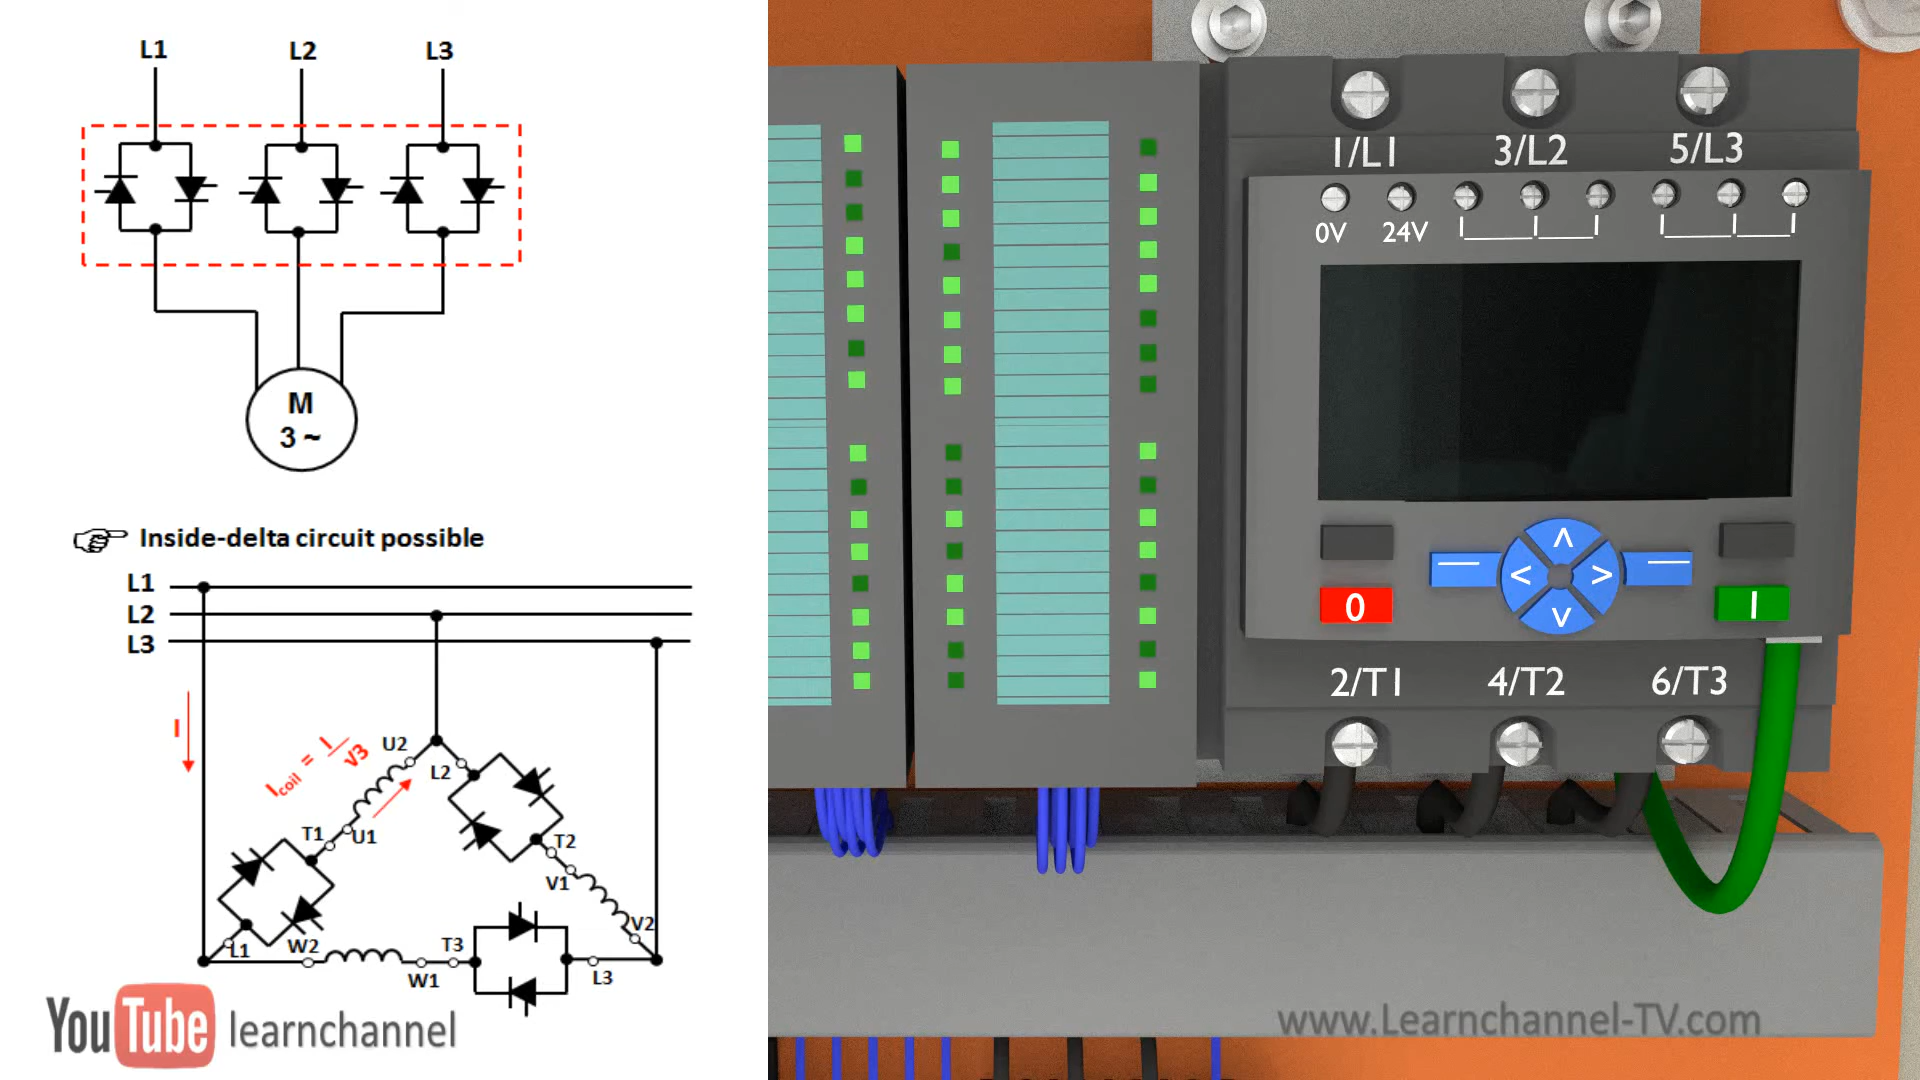 L1 L2 L3
M
3 ~
Inside-delta circuit possible
L1
L2
L3
I
I coil = I / √3
U2
L2
T1
U1
T2
V1
V2
L1
W2
T3
W1
L3
YouTube learnchannel
1/L1 3/L2 5/L3
0V 24V
^
< >
v
0
I
2/T1 4/T2 6/T3
www.Learnchannel-TV.com